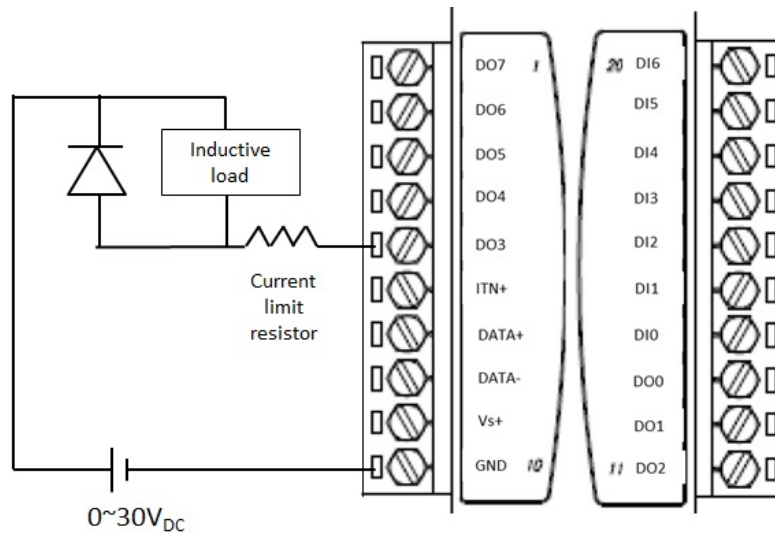 DO7 1
DO6
DO5
DO4
DO3
ITN+
DATA+
DATA-
Vs+
GND 10
20 DI6
DI5
DI4
DI3
DI2
DI1
DI0
DO0
DO1
11 DO2
Inductive
load
Current
limit
resistor
0~30VDC